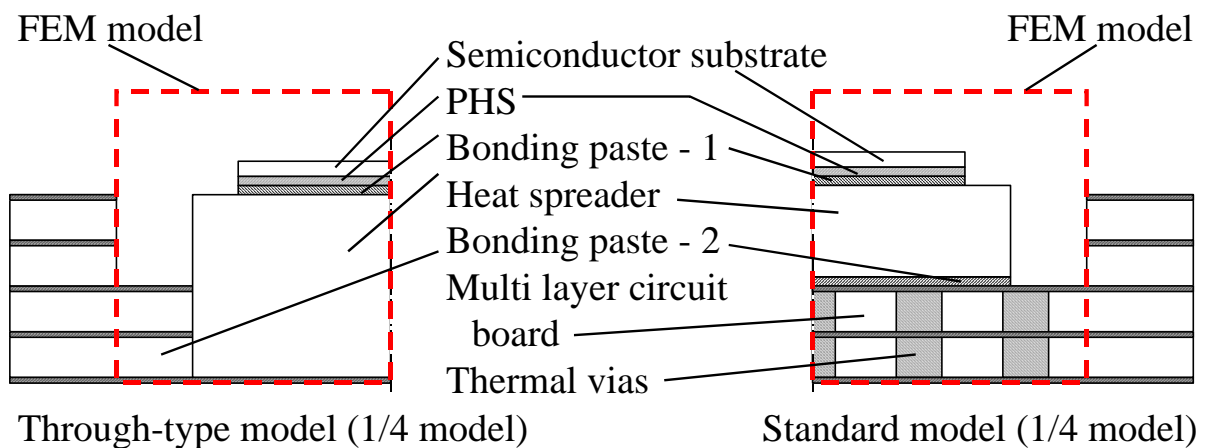 FEM model
FEM model
Semiconductor substrate
PHS
Bonding paste - 1
Heat spreader
Bonding paste - 2
Multi layer circuit
board
Thermal vias
Through-type model (1/4 model)
Standard model (1/4 model)